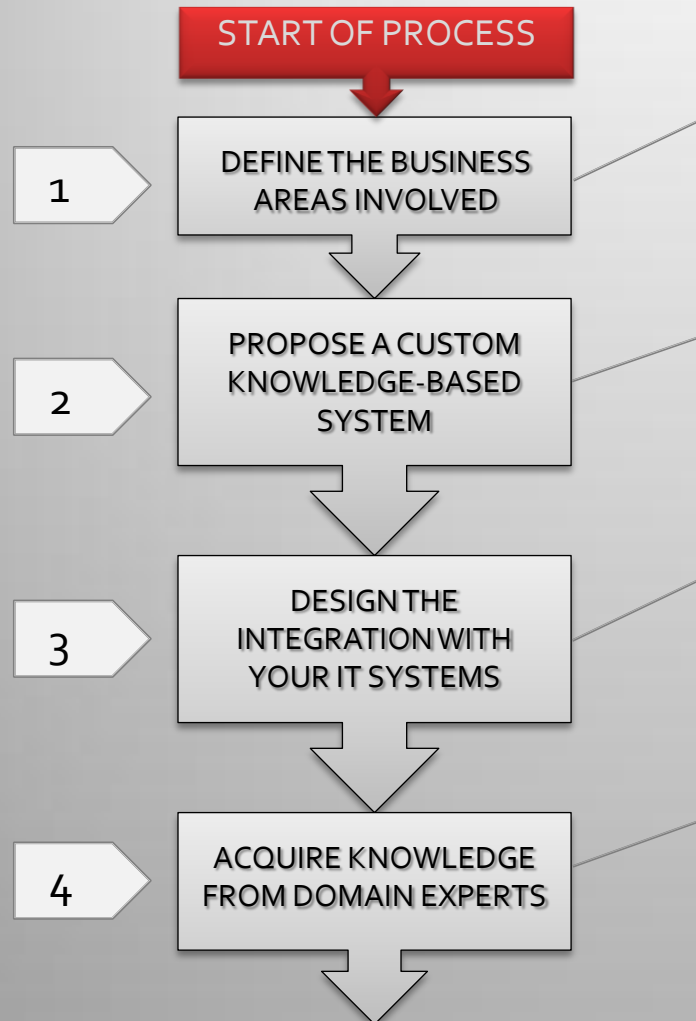 START OF PROCESS
1
DEFINE THE BUSINESS
AREAS INVOLVED
2
PROPOSE A CUSTOM
KNOWLEDGE-BASED
SYSTEM
3
DESIGN THE
INTEGRATION WITH
YOUR IT SYSTEMS
4
ACQUIRE KNOWLEDGE
FROM DOMAIN EXPERTS